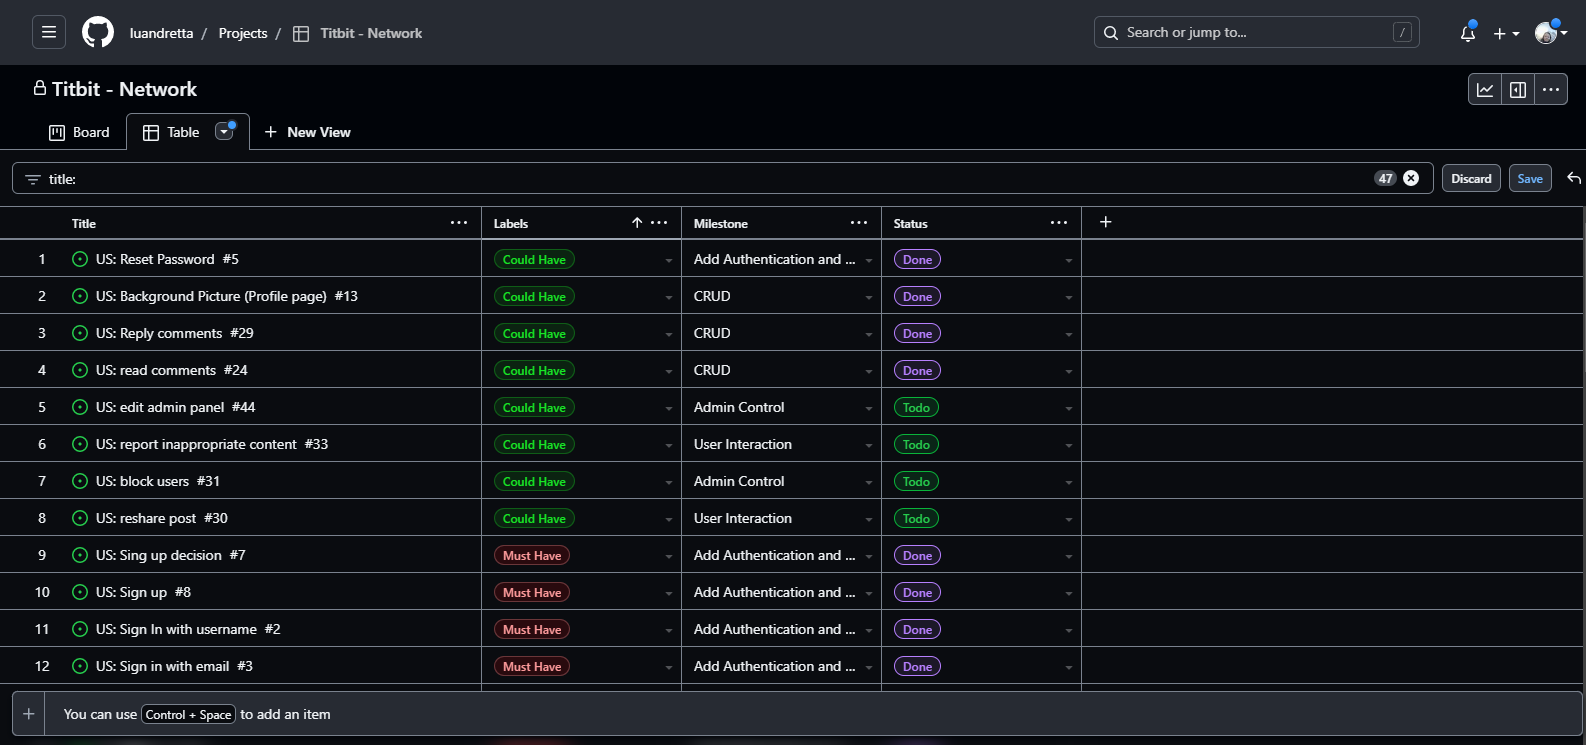 luandretta / Projects / Titbit - Network
Search or jump to... /
Titbit - Network
Board Table New View
title: 47 Discard Save
Title Labels Milestone Status
1 US: Reset Password #5 Could Have Add Authentication and ... Done
2 US: Background Picture (Profile page) #13 Could Have CRUD Done
3 US: Reply comments #29 Could Have CRUD Done
4 US: read comments #24 Could Have CRUD Done
5 US: edit admin panel #44 Could Have Admin Control Todo
6 US: report inappropriate content #33 Could Have User Interaction Todo
7 US: block users #31 Could Have Admin Control Todo
8 US: reshare post #30 Could Have User Interaction Todo
9 US: Sing up decision #7 Must Have Add Authentication and ... Done
10 US: Sign up #8 Must Have Add Authentication and ... Done
11 US: Sign In with username #2 Must Have Add Authentication and ... Done
12 US: Sign in with email #3 Must Have Add Authentication and ... Done
You can use Control + Space to add an item